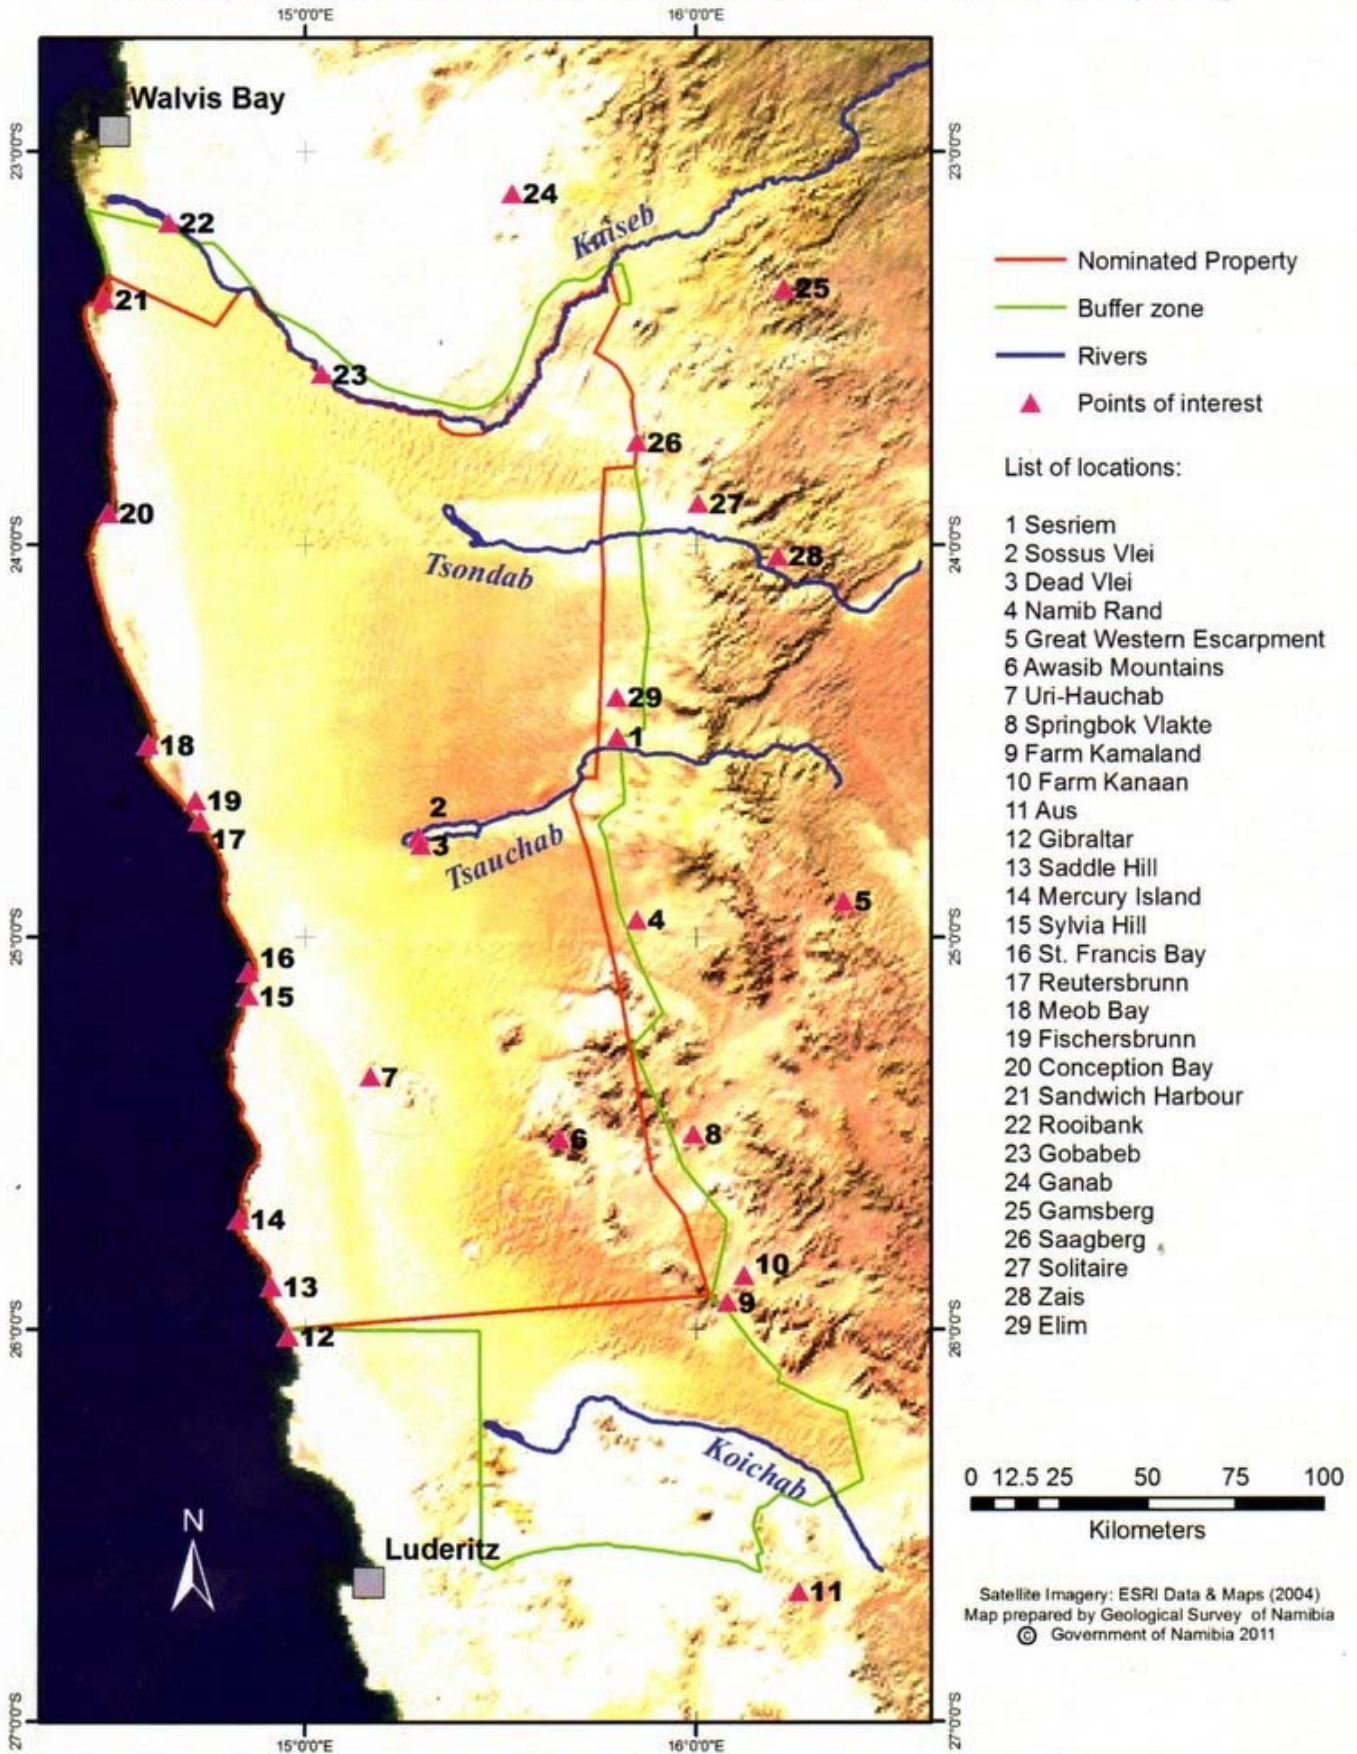 15°0'0"E 16°0'0"E
Walvis Bay
23°0'0"S 23°0'0"S
24
22
Kuiseb
25
21
23
26
27
20
24°0'0"S 24°0'0"S
28
Tsondab
29
1
18
19
2
17
3
Tsauchab
5
4
25°0'0"S 25°0'0"S
16
15
7
6
8
14
10
13
9
12
26°0'0"S 26°0'0"S
Koichab
N
Luderitz
11
27°0'0"S 27°0'0"S
15°0'0"E 16°0'0"E
Nominated Property
Buffer zone
Rivers
Points of interest
List of locations:
1 Sesriem
2 Sossus Vlei
3 Dead Vlei
4 Namib Rand
5 Great Western Escarpment
6 Awasib Mountains
7 Uri-Hauchab
8 Springbok Vlakte
9 Farm Kamaland
10 Farm Kanaan
11 Aus
12 Gibraltar
13 Saddle Hill
14 Mercury Island
15 Sylvia Hill
16 St. Francis Bay
17 Reutersbrunn
18 Meob Bay
19 Fischersbrunn
20 Conception Bay
21 Sandwich Harbour
22 Rooibank
23 Gobabeb
24 Ganab
25 Gamsberg
26 Saagberg
27 Solitaire
28 Zais
29 Elim
0 12.5 25 50 75 100
Kilometers
Satellite Imagery: ESRI Data & Maps (2004)
Map prepared by Geological Survey of Namibia
© Government of Namibia 2011